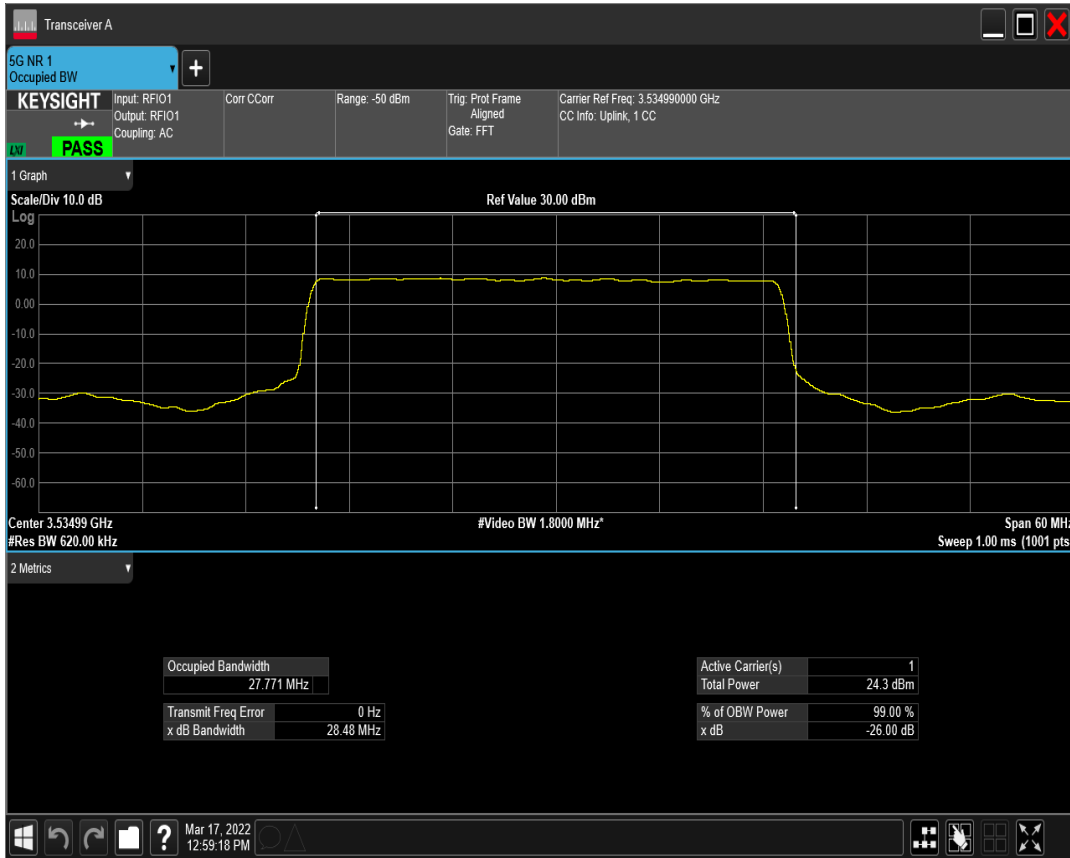 Transceiver A
5G NR 1
Occupied BW
+
KEYSIGHT
LXI
PASS
Input: RFIO1
Output: RFIO1
Coupling: AC
Corr CCorr
Range: -50 dBm
Trig: Prot Frame
Aligned
Gate: FFT
Carrier Ref Freq: 3.534990000 GHz
CC Info: Uplink, 1 CC
1 Graph
Scale/Div 10.0 dB
Ref Value 30.00 dBm
Log
20.0
10.0
0.00
-10.0
-20.0
-30.0
-40.0
-50.0
-60.0
Center 3.53499 GHz
#Video BW 1.8000 MHz*
Span 60 MHz
#Res BW 620.00 kHz
Sweep 1.00 ms (1001 pts
2 Metrics
Occupied Bandwidth
27.771 MHz
Transmit Freq Error 0 Hz
x dB Bandwidth 28.48 MHz
Active Carrier(s) 1
Total Power 24.3 dBm
% of OBW Power 99.00 %
x dB -26.00 dB
?
Mar 17, 2022
12:59:18 PM